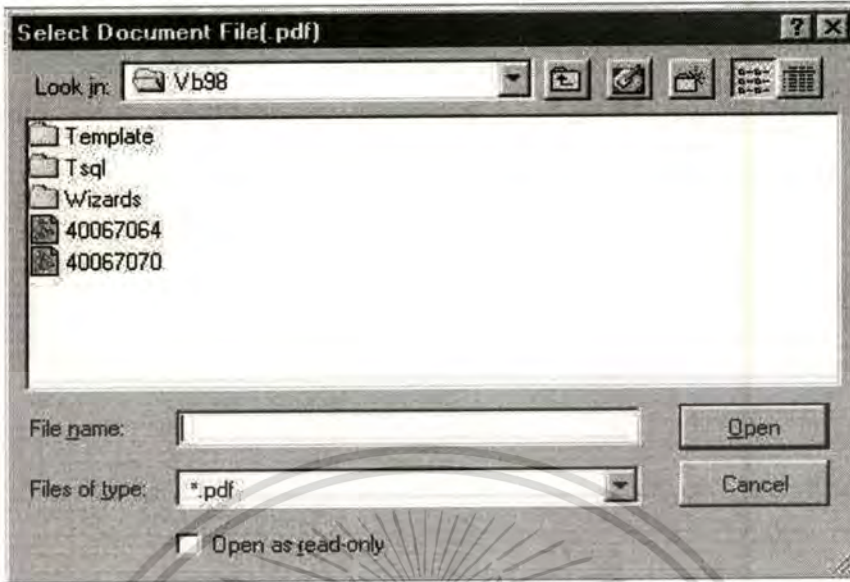 Select Document File(.pdf)
Look in: Vb98
Template
Tsql
Wizards
40067064
40067070
File name:
Open
Files of type: *.pdf
Cancel
Open as read-only